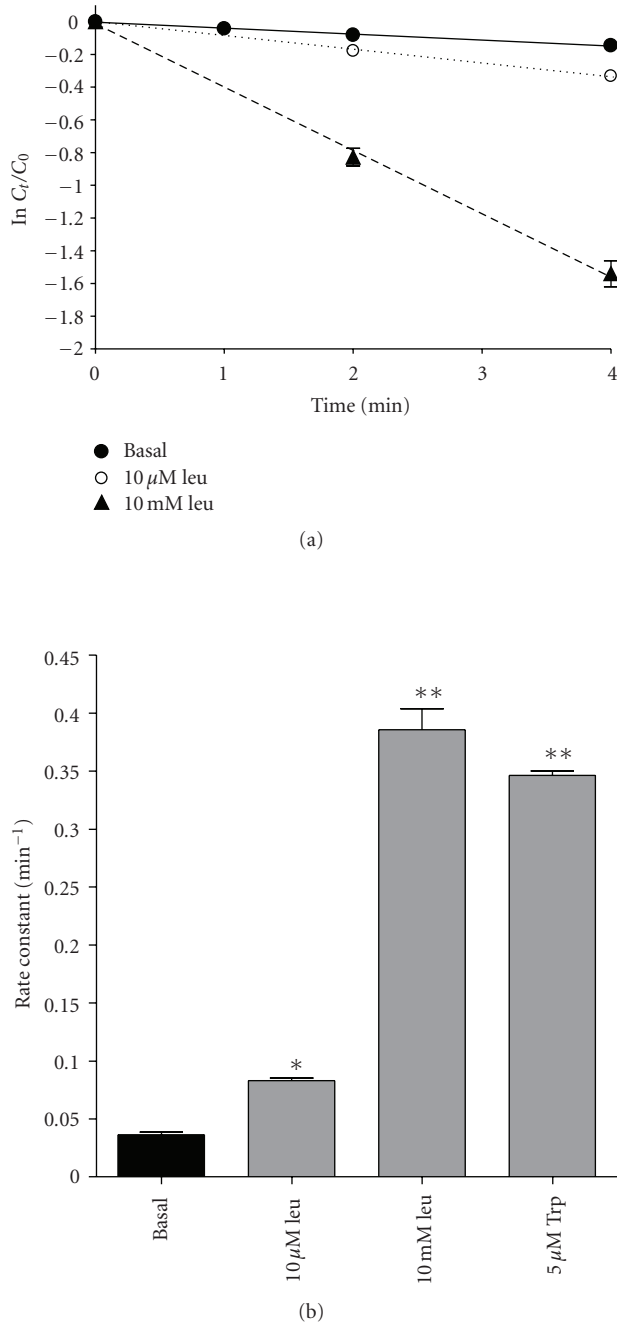 0
−0.2
−0.4
−0.6
−0.8
−1
−1.2
−1.4
−1.6
−1.8
−2
ln C_t/C_0
0 1 2 3 4
Time (min)
Basal
10 μM leu
10 mM leu
(a)
0.45
0.4
0.35
0.3
0.25
0.2
0.15
0.1
0.05
0
Rate constant (min⁻¹)
*
**
**
Basal
10 μM leu
10 mM leu
5 μM Trp
(b)